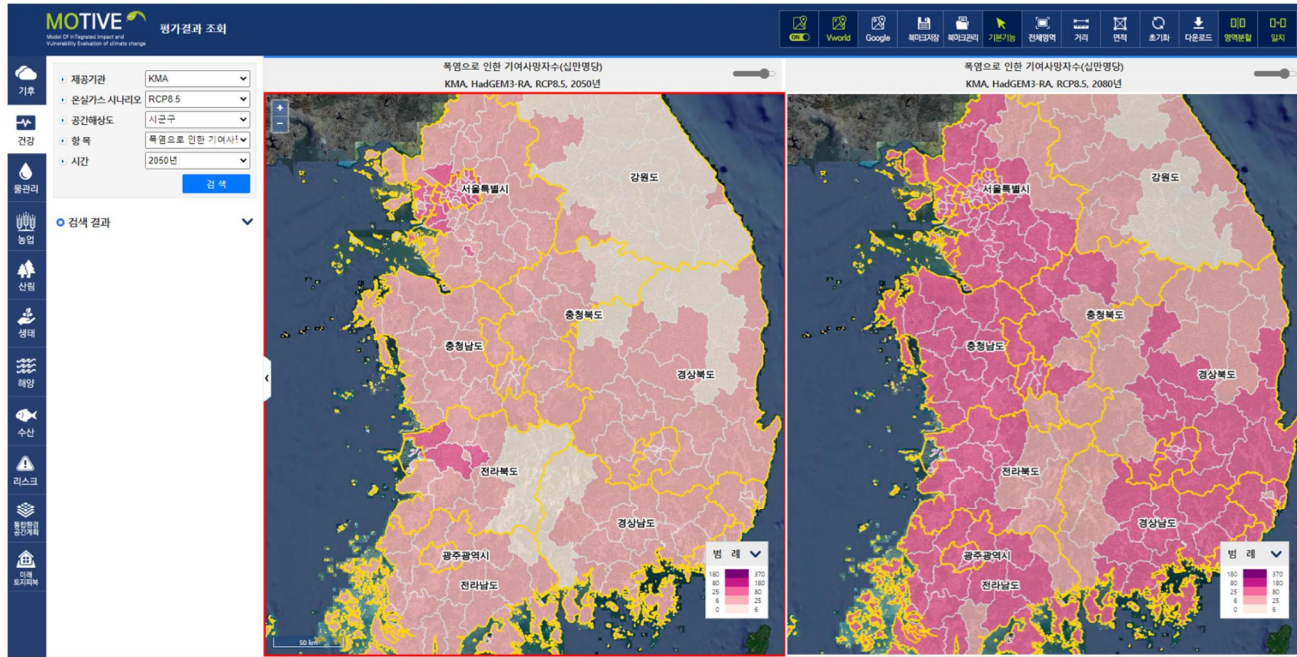 MOTIVE
Model Of InTegrated Impact and
Vulnerability Evaluation of climate change
평가결과 조회
ON
Vworld
Google
북마크저장
북마크관리
기본기능
전체영역
거리
면적
초기화
다운로드
영역분할
일치
기후
건강
물관리
농업
산림
생태
해양
수산
리스크
통합환경
공간계획
미래
토지피복
제공기관 KMA
온실가스 시나리오 RCP8.5
공간해상도 시군구
항목 폭염으로 인한 기여사
시간 2050년
검색
검색 결과
폭염으로 인한 기여사망자수(십만명당)
KMA, HadGEM3-RA, RCP8.5, 2050년
+
-
서울특별시
강원도
충청북도
충청남도
경상북도
전라북도
경상남도
광주광역시
전라남도
50 km
범 례
180 370
80 180
25 80
6 25
0 6
폭염으로 인한 기여사망자수(십만명당)
KMA, HadGEM3-RA, RCP8.5, 2080년
서울특별시
강원도
충청북도
충청남도
경상북도
전라북도
경상남도
광주광역시
전라남도
범 례
180 370
80 180
25 80
6 25
0 6